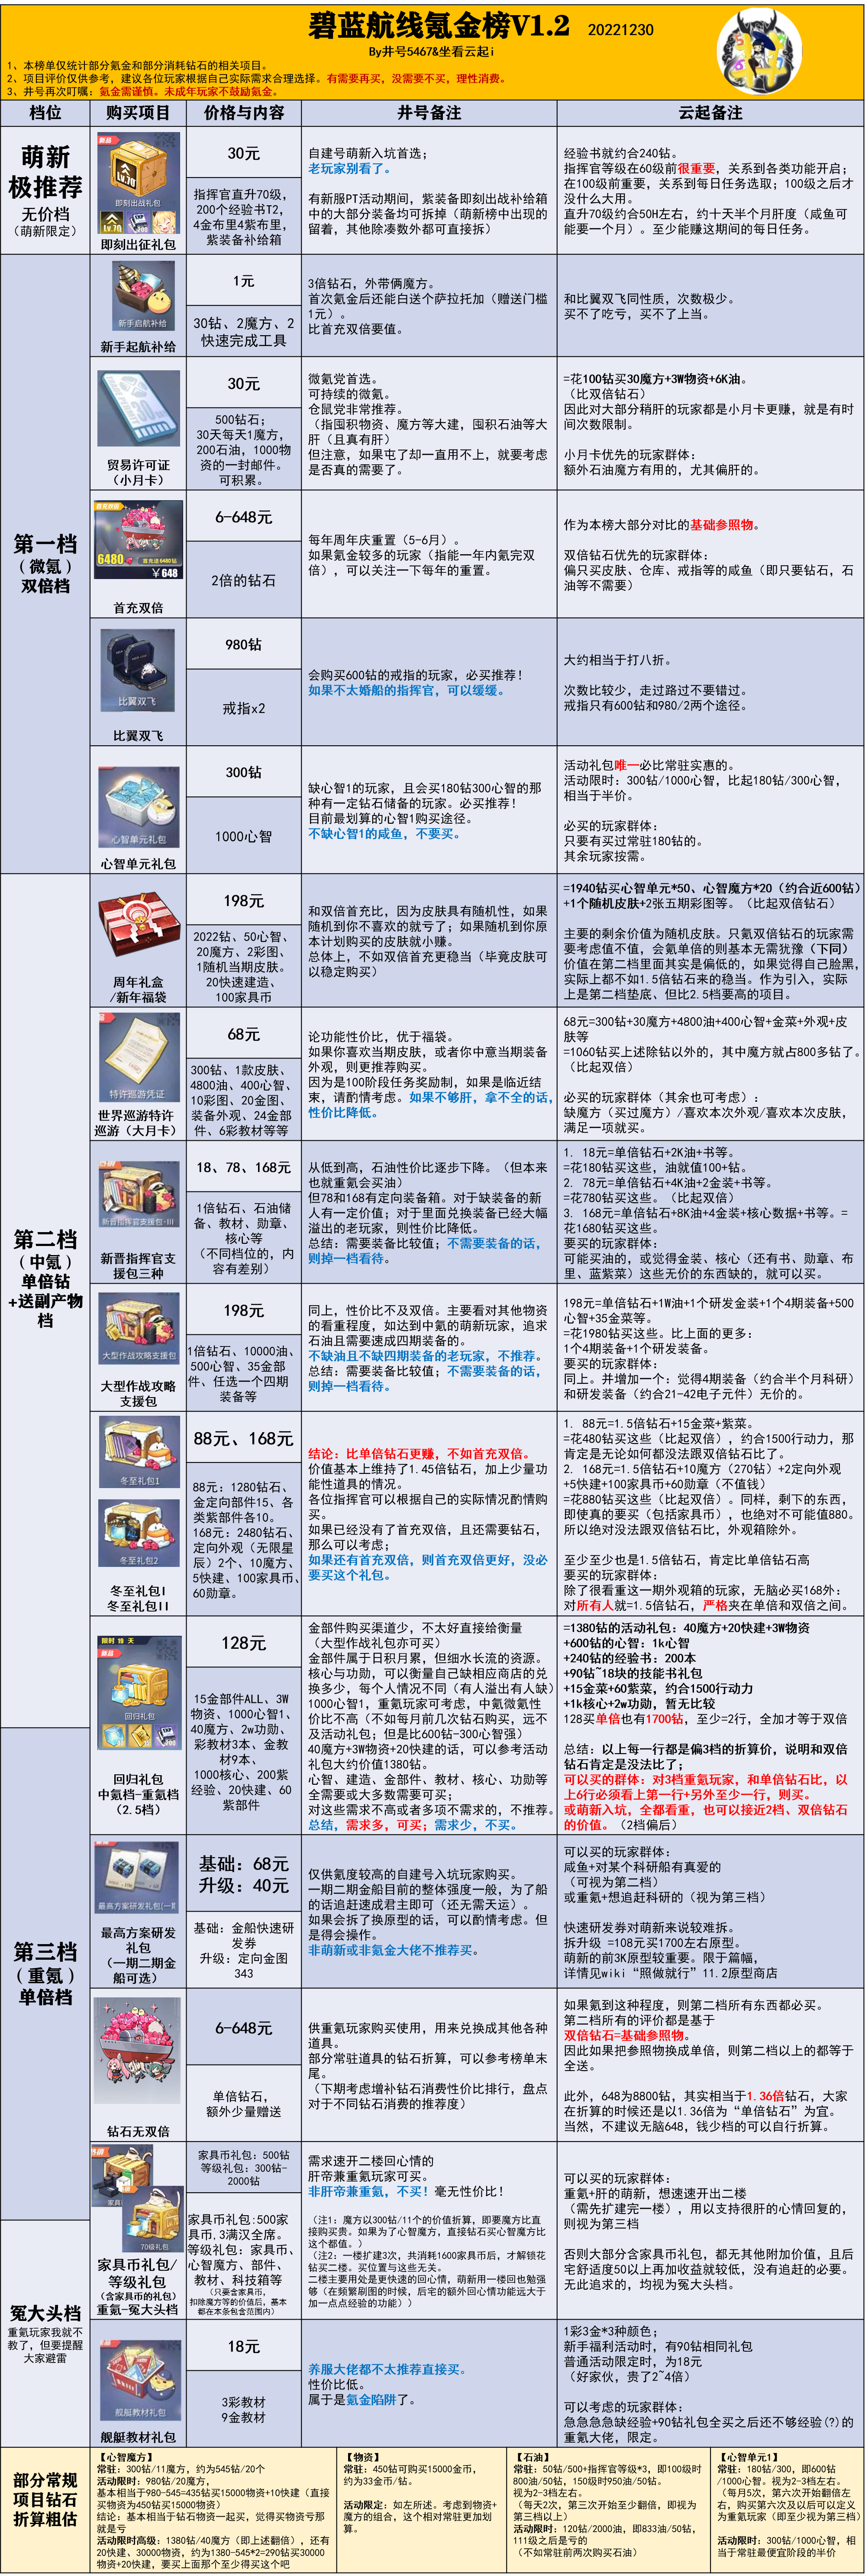 碧蓝航线氪金榜V1.2 20221230
By井号5467&坐看云起i
1、本榜单仅统计部分氪金和部分消耗钻石的相关项目。
2、项目评价仅供参考，建议各位玩家根据自己实际需求合理选择。有需要再买，没需要不买，理性消费。
3、井号再次叮嘱：氪金需谨慎。未成年玩家不鼓励氪金。
档位 购买项目 价格与内容 井号备注 云起备注
萌新
极推荐
无价档
（萌新限定）
即刻出征礼包
即刻出征礼包
30元
指挥官直升70级，
200个经验书T2，
4金布里4紫布里，
紫装备补给箱
自建号萌新入坑首选；
老玩家别看了。
有新服PT活动期间，紫装备即刻出战补给箱
中的大部分装备均可拆掉（萌新榜中出现的
留着，其他除凑数外都可直接拆）
经验书就约合240钻。
指挥官等级在60级前很重要，关系到各类功能开启；
在100级前重要，关系到每日任务选取；100级之后才
没什么大用。
直升70级约合50H左右，约十天半个月肝度（咸鱼可
能要一个月）。至少能赚这期间的每日任务。
第一档
（微氪）
双倍档
新手启航补给
新手起航补给
1元
30钻、2魔方、2
快速完成工具
3倍钻石，外带俩魔方。
首次氪金后还能白送个萨拉托加（赠送门槛
1元）。
比首充双倍要值。
和比翼双飞同性质，次数极少。
买不了吃亏，买不了上当。
贸易许可证
（小月卡）
30元
500钻石；
30天每天1魔方，
200石油，1000物
资的一封邮件。
可积累。
微氪党首选。
可持续的微氪。
仓鼠党非常推荐。
（指囤积物资、魔方等大建，囤积石油等大
肝（且真有肝）
但注意，如果屯了却一直用不上，就要考虑
是否真的需要了。
=花100钻买30魔方+3W物资+6K油。
（比双倍钻石）
因此对大部分稍肝的玩家都是小月卡更赚，就是有时
间次数限制。
小月卡优先的玩家群体：
额外石油魔方有用的，尤其偏肝的。
6480
￥648
首充双倍
6-648元
2倍的钻石
每年周年庆重置（5-6月）。
如果氪金较多的玩家（指能一年内氪完双
倍），可以关注一下每年的重置。
作为本榜大部分对比的基础参照物。
双倍钻石优先的玩家群体：
偏只买皮肤、仓库、戒指等的咸鱼（即只要钻石，石
油等不需要）
比翼双飞
比翼双飞
980钻
戒指x2
会购买600钻的戒指的玩家，必买推荐！
如果不太婚船的指挥官，可以缓缓。
大约相当于打八折。
次数比较少，走过路过不要错过。
戒指只有600钻和980/2两个途径。
心智单元礼包
心智单元礼包
300钻
1000心智
缺心智1的玩家，且会买180钻300心智的那
种有一定钻石储备的玩家。必买推荐！
目前最划算的心智1购买途径。
不缺心智1的咸鱼，不要买。
活动礼包唯一必比常驻实惠的。
活动限时：300钻/1000心智，比起180钻/300心智，
相当于半价。
必买的玩家群体：
只要有买过常驻180钻的。
其余玩家按需。
第二档
（中氪）
单倍钻
+送副产物
档
周年礼盒
/新年福袋
198元
2022钻、50心智、
20魔方、2彩图、
1随机当期皮肤。
20快速建造、
100家具币
和双倍首充比，因为皮肤具有随机性，如果
随机到你不喜欢的就亏了；如果随机到你原
本计划购买的皮肤就小赚。
总体上，不如双倍首充更稳当（毕竟皮肤可
以稳定购买）
=1940钻买心智单元*50、心智魔方*20（约合近600钻）
+1个随机皮肤+2张五期彩图等。（比起双倍钻石）
主要的剩余价值为随机皮肤。只氪双倍钻石的玩家需
要考虑值不值，会氪单倍的则基本无需犹豫（下同）
价值在第二档里面其实是偏低的，如果觉得自己脸黑，
实际上都不如1.5倍钻石来的稳当。作为引入，实际
上是第二档垫底、但比2.5档要高的项目。
特许巡游凭证
世界巡游特许
巡游（大月卡）
68元
300钻、1款皮肤、
4800油、400心智、
10彩图、20金图、
装备外观、24金部
件、6彩教材等等
论功能性价比，优于福袋。
如果你喜欢当期皮肤，或者你中意当期装备
外观，则更推荐购买。
因为是100阶段任务奖励制，如果是临近结
束，请酌情考虑。如果不够肝，拿不全的话，
性价比降低。
68元=300钻+30魔方+4800油+400心智+金菜+外观+皮
肤等
=1060钻买上述除钻以外的，其中魔方就占800多钻了。
（比起双倍）
必买的玩家群体（其余也可考虑）：
缺魔方（买过魔方）/喜欢本次外观/喜欢本次皮肤，
满足一项就买。
新晋指挥官支援包·III
新晋指挥官支
援包三种
18、78、168元
1倍钻石、石油储
备、教材、勋章、
核心等
（不同档位的，内
容有差别）
从低到高，石油性价比逐步下降。（但本来
也就重氪会买油）
但78和168有定向装备箱。对于缺装备的新
人有一定价值；对于里面兑换装备已经大幅
溢出的老玩家，则性价比降低。
总结：需要装备比较值；不需要装备的话，
则掉一档看待。
1. 18元=单倍钻石+2K油+书等。
=花180钻买这些，油就值100+钻。
2. 78元=单倍钻石+4K油+2金装+书等。
=花780钻买这些。（比起双倍）
3. 168元=单倍钻石+8K油+4金装+核心数据+书等。=
花1680钻买这些。
要买的玩家群体：
可能买油的，或觉得金装、核心（还有书、勋章、布
里、蓝紫菜）这些无价的东西缺的，就可以买。
大型作战攻略支援包
大型作战攻略
支援包
198元
1倍钻石、10000油、
500心智、35金部
件、任选一个四期
装备等
同上，性价比不及双倍。主要看对其他物资
的看重程度，如达到中氪的萌新玩家，追求
石油且需要速成四期装备的。
不缺油且不缺四期装备的老玩家，不推荐。
总结：需要装备比较值；不需要装备的话，
则掉一档看待。
198元=单倍钻石+1W油+1个研发金装+1个4期装备+500
心智+35金菜等。
=花1980钻买这些。比上面的更多：
1个4期装备+1个研发装备。
要买的玩家群体：
同上。并增加一个：觉得4期装备（约合半个月科研）
和研发装备（约合21-42电子元件）无价的。
冬至礼包1
冬至礼包2
冬至礼包I
冬至礼包II
88元、168元
88元：1280钻石、
金定向部件15、各
类紫部件各10。
168元：2480钻石、
定向外观（无限星
辰）2个、10魔方、
5快建、100家具币、
60勋章。
结论：比单倍钻石更赚，不如首充双倍。
价值基本上维持了1.45倍钻石，加上少量功
能性道具的情况。
各位指挥官可以根据自己的实际情况酌情购
买。
如果已经没有了首充双倍，且还需要钻石，
那么可以考虑；
如果还有首充双倍，则首充双倍更好，没必
要买这个礼包。
1. 88元=1.5倍钻石+15金菜+紫菜。
=花480钻买这些（比起双倍），约合1500行动力，那
肯定是无论如何都没法跟双倍钻石比了。
2. 168元=1.5倍钻石+10魔方（270钻）+2定向外观
+5快建+100家具币+60勋章（不值钱）
=花880钻买这些（比起双倍）。同样，剩下的东西，
即使真的要买（包括家具币），也绝对不可能值880。
所以绝对没法跟双倍钻石比，外观箱除外。
至少至少也是1.5倍钻石，肯定比单倍钻石高
要买的玩家群体：
除了很看重这一期外观箱的玩家，无脑必买168外：
对所有人就=1.5倍钻石，严格夹在单倍和双倍之间。
限时 15 天
回归礼包
回归礼包
中氪档-重氪档
（2.5档）
128元
15金部件ALL、3W
物资、1000心智1、
40魔方、2w功勋、
彩教材3本、金教
材9本、
1000核心、200紫
经验、20快建、60
紫部件
金部件购买渠道少，不太好直接给衡量
（大型作战礼包亦可买）
金部件属于日积月累，但细水长流的资源。
核心与功勋，可以衡量自己缺相应商店的兑
换多少，每个人情况不同（有人溢出有人缺）
1000心智1，重氪玩家可考虑，中氪微氪性
价比不高（不如每月前几次钻石购买，远不
及活动礼包；但是比600钻-300心智强）
40魔方+3W物资+20快建的话，可以参考活动
礼包大约价值1380钻。
心智、建造、金部件、教材、核心、功勋等
全需要或大多数需要可买；
对这些需求不高或者多项不需求的，不推荐。
总结，需求多，可买；需求少，不买。
=1380钻的活动礼包：40魔方+20快建+3W物资
+600钻的心智：1k心智
+240钻的经验书：200本
+90钻~18块的技能书礼包
+15金菜+60紫菜，约合1500行动力
+1k核心+2w功勋，暂无比较
128买单倍也有1700钻，至少=2行，全加才等于双倍
总结：以上每一行都是偏3档的折算价，说明和双倍
钻石肯定是没法比了；
可以买的群体：对3档重氪玩家，和单倍钻石比，以
上6行必须看上第一行+另外至少一行，则买。
或萌新入坑，全都看重，也可以接近2档、双倍钻石
的价值。（2档偏后）
第三档
（重氪）
单倍档
最高方案研发礼包(一期
最高方案研发
礼包
（一期二期金
船可选）
基础：68元
升级：40元
基础：金船快速研
发券
升级：定向金图
343
仅供氪度较高的自建号入坑玩家购买。
一期二期金船目前的整体强度一般，为了船
的话追赶速成君主即可（还无需天运）。
如果会拆了换原型的话，可以酌情考虑。但
是得会操作。
非萌新或非氪金大佬不推荐买。
可以买的玩家群体：
咸鱼+对某个科研船有真爱的
（可视为第二档）
或重氪+想追赶科研的（视为第三档）
快速研发券对萌新来说较难拆。
拆升级 =108元买1700左右原型。
萌新的前3K原型较重要。限于篇幅，
详情见wiki“照做就行”11.2原型商店
钻石无双倍
6-648元
单倍钻石，
额外少量赠送
供重氪玩家购买使用，用来兑换成其他各种
道具。
部分常驻道具的钻石折算，可以参考榜单末
尾。
（下期考虑增补钻石消费性价比排行，盘点
对于不同钻石消费的推荐度）
如果氪到这种程度，则第二档所有东西都必买。
第二档所有的评价都是基于
双倍钻石=基础参照物。
因此如果把参照物换成单倍，则第二档以上的都等于
全送。
此外，648为8800钻，其实相当于1.36倍钻石，大家
在折算的时候还是以1.36倍为“单倍钻石”为宜。
当然，不建议无脑648，钱少档的可以自行折算。
冤大头档
重氪玩家我就不
教了，但要提醒
大家避雷
70级礼包
家具币礼包/
等级礼包
（含家具币的礼包）
重氪-冤大头档
家具币礼包：500钻
等级礼包：300钻-
2000钻
家具币礼包:500家
具币.3满汉全席。
等级礼包：家具币、
心智魔方、部件、
教材、科技箱等
（只要含家具币，
扣除魔方等的价值后，基本
都在本条包含范围内）
需求速开二楼回心情的
肝帝兼重氪玩家可买。
非肝帝兼重氪，不买！毫无性价比！
（注1：魔方以300钻/11个的价值折算，即要魔方直
接购买贵。如果为了心智魔方，直接钻石买心智魔方比
这个都值。）
（注2：一楼扩建3次，共消耗1600家具币后，才解锁花
钻买二楼。买位置与这些无关。
二楼主要用处是更快速的回心情，萌新用一楼回也勉强
够（在频繁刷图的时候，后宅的额外回心情功能远大于
加一点点经验的功能））
可以买的玩家群体：
重氪+肝的萌新，想速速开出二楼
（需先扩建完一楼），用以支持很肝的心情回复的，
则视为第三档
否则大部分含家具币礼包，都无其他附加价值，且后
宅舒适度50以上再加收益就较低，没有追赶的必要。
无此追求的，均视为冤大头档。
舰艇教材礼包
舰艇教材礼包
18元
3彩教材
9金教材
养服大佬都不太推荐直接买。
性价比低。
属于是氪金陷阱了。
1彩3金*3种颜色；
新手福利活动时，有90钻相同礼包
普通活动限定时，为18元
（好家伙，贵了2~4倍）
可以考虑的玩家群体：
急急急急缺经验+90钻礼包全买之后还不够经验(?)的
重氪大佬，限定。
部分常规
项目钻石
折算粗估
【心智魔方】
常驻：300钻/11魔方，约为545钻/20个
活动限时：980钻/20魔方，
基本相当于980-545=435钻买15000物资+10快建（直接
买物资为450钻买15000物资）
结论：基本相当于钻石物资一起买，觉得买物资亏那
就是亏
活动限时高级：1380钻/40魔方（即上述翻倍），还有
20快建、30000物资，约为1380-545*2=290钻买30000
物资+20快建，要买上面那个至少得买这个吧
【物资】
常驻：450钻可购买15000金币，
约为33金币/钻。
活动限定：如左所述。考虑到物资+
魔方的组合，这个相对常驻更加划
算。
【石油】
常驻：50钻/500+指挥官等级*3，即100级时
800油/50钻，150级时950油/50钻。
视为2-3档左右。
（每天2次，第三次开始至少翻倍，即视为
第三档以上）
活动限时：120钻/2000油，即833油/50钻，
111级之后是亏的
（不如常驻前两次购买石油）
【心智单元1】
常驻：180钻/300，即600钻
/1000心智。视为2-3档左右。
（每月5次，第六次开始翻倍左
右，购买第六次及以后可以定义
为重氪玩家（即至少视为第三档）
活动限时：300钻/1000心智，相
当于常驻最便宜阶段的半价